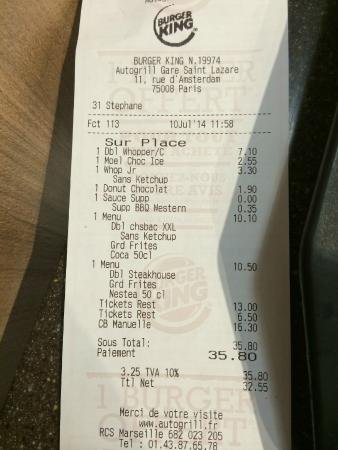 BURGER
KING
BURGER KING N.19974
Autogrill Gare Saint Lazare
11, rue d'Amsterdam
75008 Paris
31 Stephane
Fct 113 10Jul'14 11:58
Sur Place
1 Dbl Whopper/C 7.10
1 Moel Choc Ice 2.55
1 Whop Jr 3.30
Sans Ketchup
1 Donut Chocolat 1.90
1 Sauce Supp 0.00
Supp BBQ Western 0.35
1 Menu 10.10
Dbl chsbac XXL
Sans Ketchup
Grd Frites
Coca 50cl
1 Menu 10.50
Dbl Steakhouse
Grd Frites
Nestea 50 cl
Tickets Rest 13.00
Tickets Rest 6.50
CB Manuelle 16.30
Sous Total: 35.80
Paiement 35.80
3.25 TVA 10% 35.80
Ttl Net 32.55
Merci de votre visite
www.autogrill.fr
RCS Marseille 682 023 205
Tel : 01.43.87.65.78